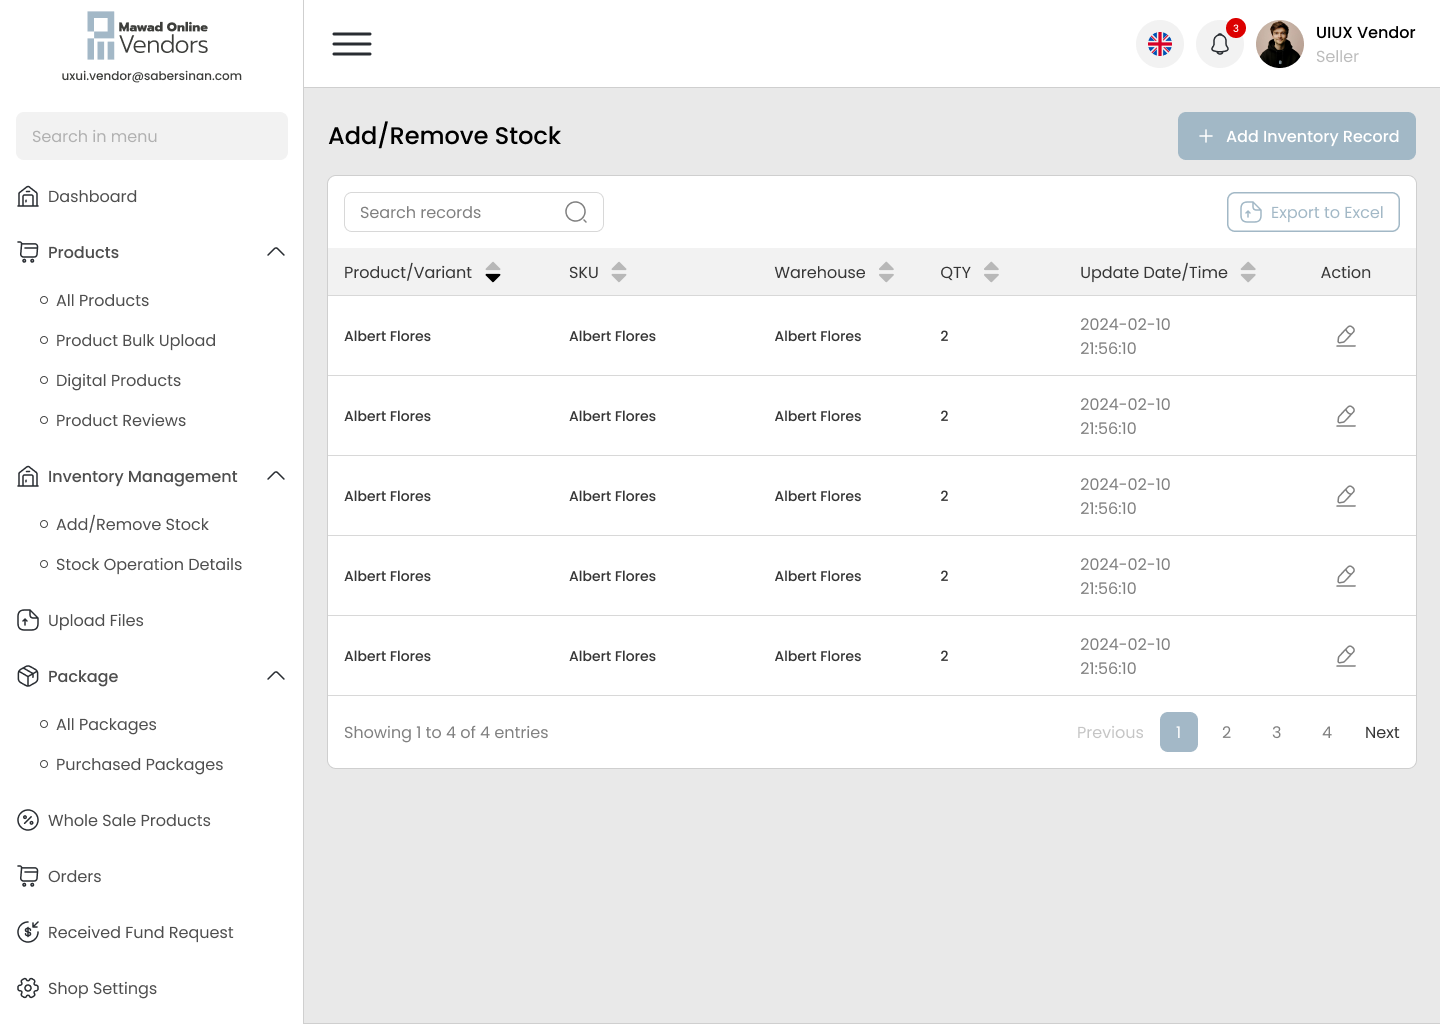 Mawad Online
Vendors
uxui.vendor@sabersinan.com
Search in menu
Dashboard
Products
All Products
Product Bulk Upload
Digital Products
Product Reviews
Inventory Management
Add/Remove Stock
Stock Operation Details
Upload Files
Package
All Packages
Purchased Packages
Whole Sale Products
Orders
Received Fund Request
Shop Settings
3
UIUX Vendor
Seller
Add/Remove Stock
+ Add Inventory Record
Search records
Export to Excel
Product/Variant SKU Warehouse QTY Update Date/Time Action
Albert Flores Albert Flores Albert Flores 2 2024-02-10
21:56:10
Albert Flores Albert Flores Albert Flores 2 2024-02-10
21:56:10
Albert Flores Albert Flores Albert Flores 2 2024-02-10
21:56:10
Albert Flores Albert Flores Albert Flores 2 2024-02-10
21:56:10
Albert Flores Albert Flores Albert Flores 2 2024-02-10
21:56:10
Showing 1 to 4 of 4 entries
Previous 1 2 3 4 Next